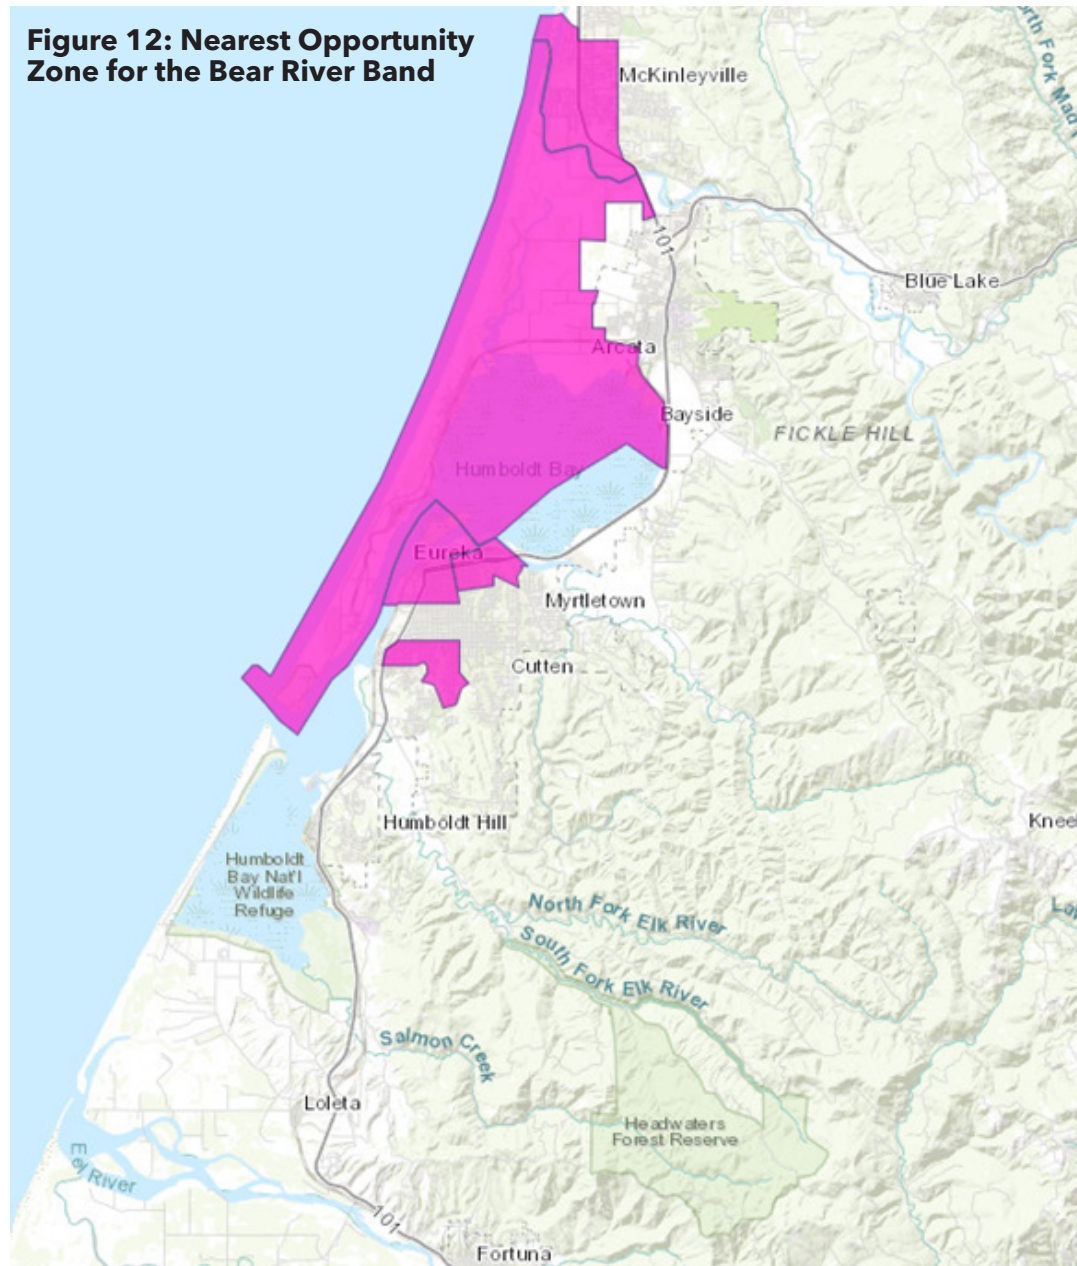 Figure 12: Nearest Opportunity
Zone for the Bear River Band
McKinleyville
101
Blue Lake
Arcata
Bayside
FICKLE HILL
Humboldt Bay
Eureka
Myrtletown
Cutten
Humboldt Hill
Humboldt
Bay Nat'l
Wildlife
Refuge
North Fork Elk River
South Fork Elk River
Salmon Creek
Loleta
Headwaters
Forest Reserve
Eel River
101
Fortuna